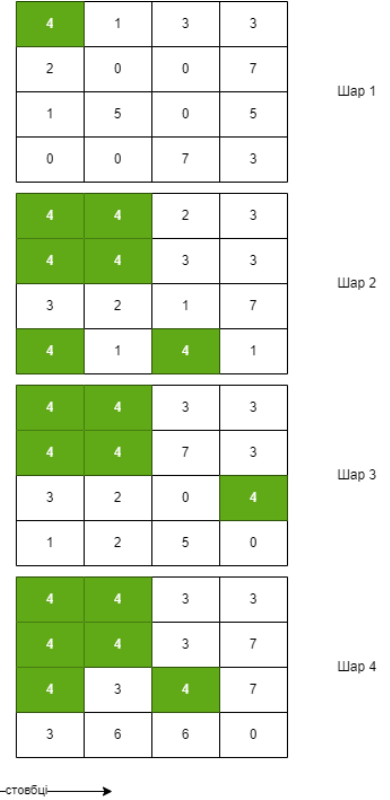 4 1 3 3
2 0 0 7
Шар 1
1 5 0 5
0 0 7 3
4 4 2 3
4 4 3 3
Шар 2
3 2 1 7
4 1 4 1
4 4 3 3
4 4 7 3
Шар 3
3 2 0 4
1 2 5 0
4 4 3 3
4 4 3 7
Шар 4
4 3 4 7
3 6 6 0
стовбці